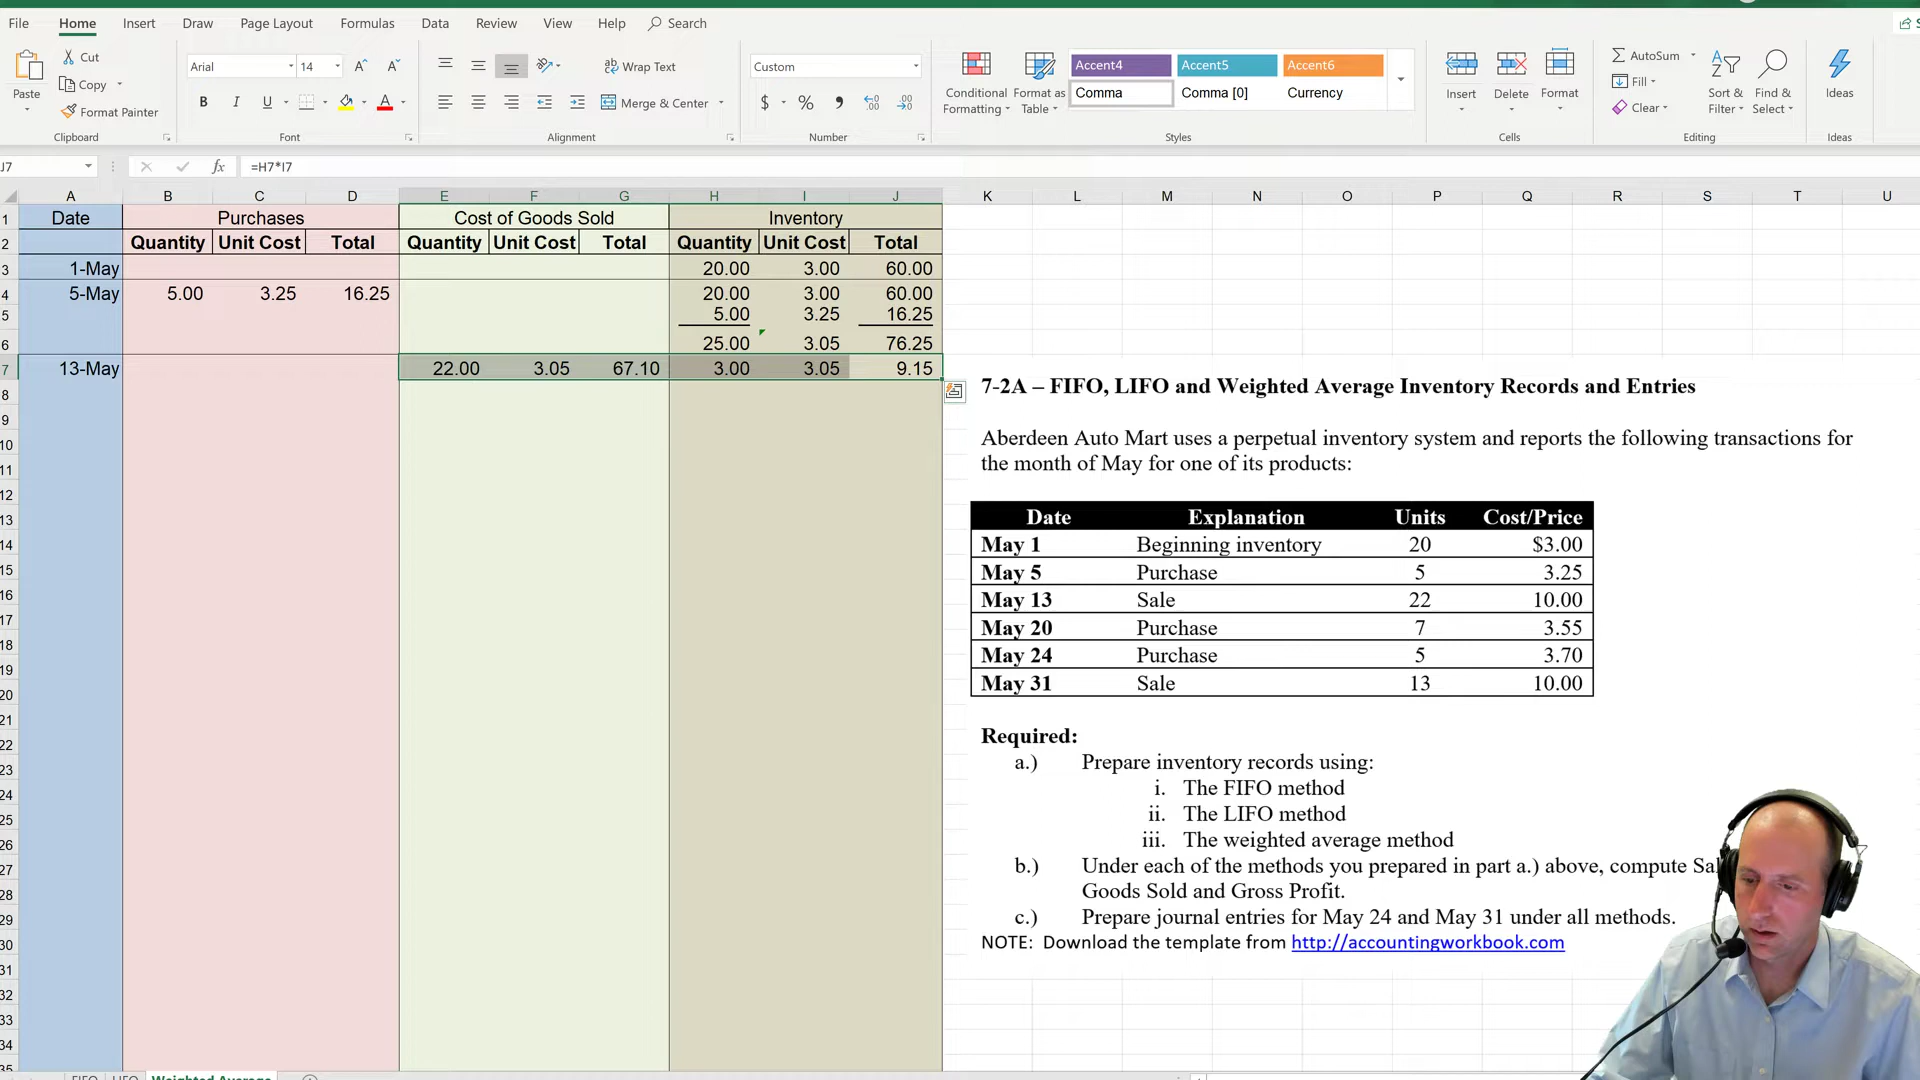 File Home Insert Draw Page Layout Formulas Data Review View Help Search
Paste Cut Copy Format Painter Clipboard
Arial 14 B I U A Font
Wrap Text Merge & Center Alignment
Custom $ % Number
Conditional Formatting Format as Table
Accent4 Accent5 Accent6
Comma Comma [0] Currency
Styles
Insert Delete Format Cells
AutoSum Fill Clear Sort & Filter Find & Select Editing
Ideas Ideas
J7 fx =H7*I7
A B C D E F G H I J K L M N O P Q R S T U
1 Date Purchases Cost of Goods Sold Inventory
2 Quantity Unit Cost Total Quantity Unit Cost Total Quantity Unit Cost Total
3 1-May 20.00 3.00 60.00
4 5-May 5.00 3.25 16.25 20.00 3.00 60.00
5 5.00 3.25 16.25
6 25.00 3.05 76.25
7 13-May 22.00 3.05 67.10 3.00 3.05 9.15
8
9
10
11
12
13
14
15
16
17
18
19
20
21
22
23
24
25
26
27
28
29
30
31
32
33
34
35
7-2A – FIFO, LIFO and Weighted Average Inventory Records and Entries
Aberdeen Auto Mart uses a perpetual inventory system and reports the following transactions for
the month of May for one of its products:
Date Explanation Units Cost/Price
May 1 Beginning inventory 20 $3.00
May 5 Purchase 5 3.25
May 13 Sale 22 10.00
May 20 Purchase 7 3.55
May 24 Purchase 5 3.70
May 31 Sale 13 10.00
Required:
a.) Prepare inventory records using:
i. The FIFO method
ii. The LIFO method
iii. The weighted average method
b.) Under each of the methods you prepared in part a.) above, compute Sal
Goods Sold and Gross Profit.
c.) Prepare journal entries for May 24 and May 31 under all methods.
NOTE: Download the template from http://accountingworkbook.com
FIFO LIFO Weighted Average